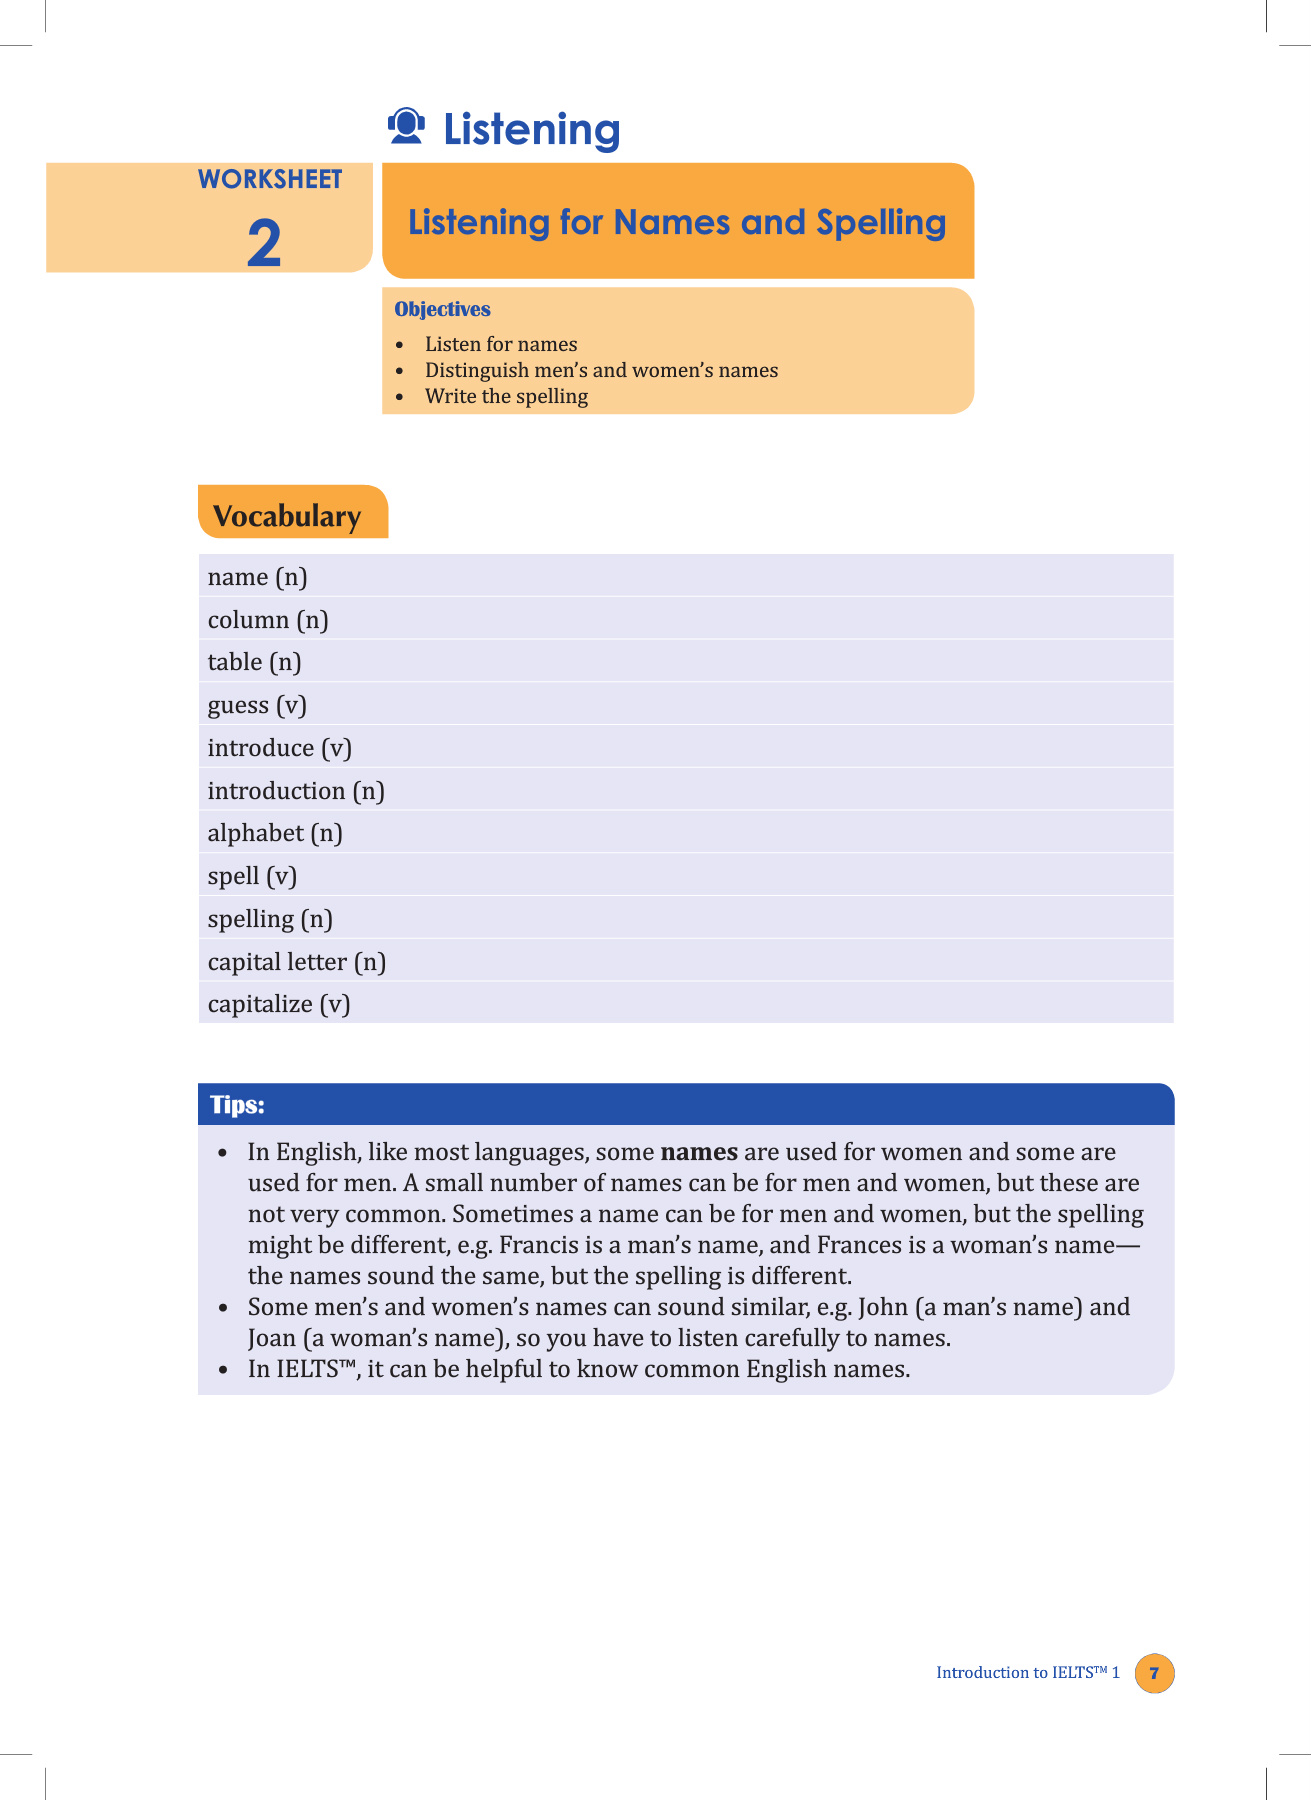 Listening
WORKSHEET
2
Listening for Names and Spelling
Objectives
• Listen for names
• Distinguish men’s and women’s names
• Write the spelling
Vocabulary
name (n)
column (n)
table (n)
guess (v)
introduce (v)
introduction (n)
alphabet (n)
spell (v)
spelling (n)
capital letter (n)
capitalize (v)
Tips:
• In English, like most languages, some names are used for women and some are
used for men. A small number of names can be for men and women, but these are
not very common. Sometimes a name can be for men and women, but the spelling
might be different, e.g. Francis is a man’s name, and Frances is a woman’s name—
the names sound the same, but the spelling is different.
• Some men’s and women’s names can sound similar, e.g. John (a man’s name) and
Joan (a woman’s name), so you have to listen carefully to names.
• In IELTS™, it can be helpful to know common English names.
Introduction to IELTS™ 1 7